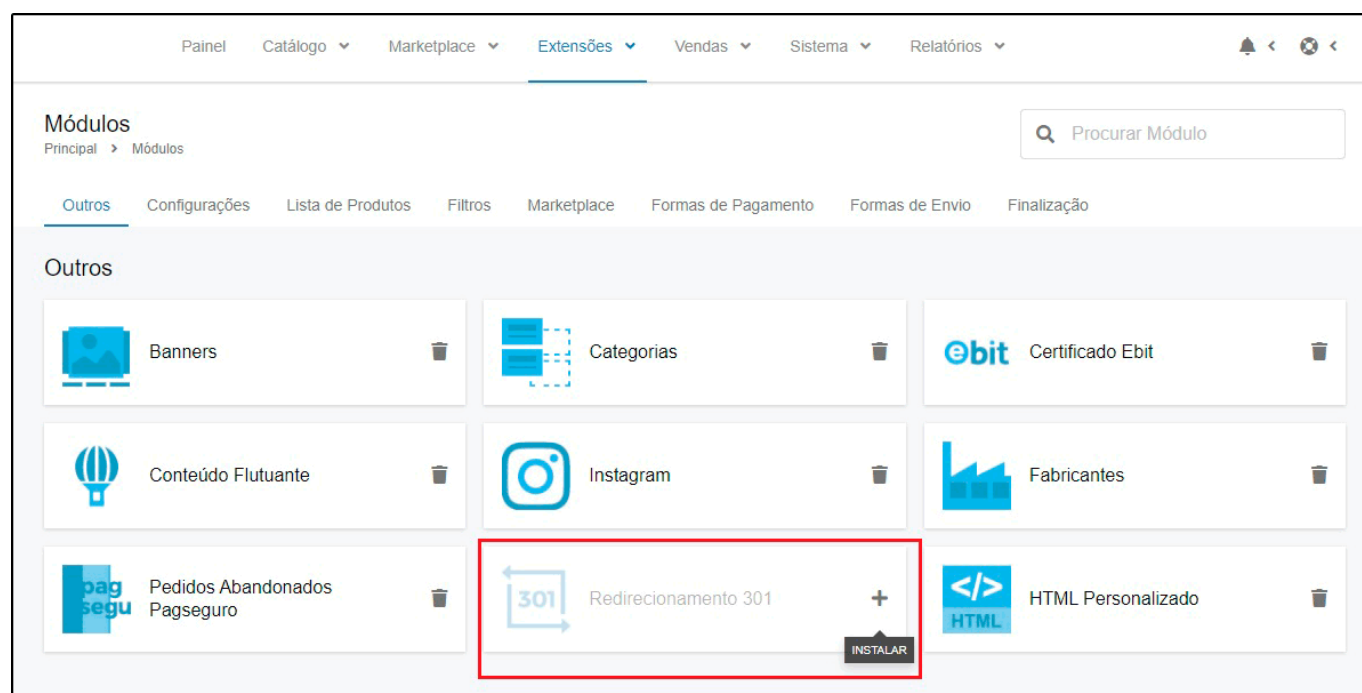 Painel Catálogo Marketplace Extensões Vendas Sistema Relatórios
Módulos
Principal > Módulos
Procurar Módulo
Outros Configurações Lista de Produtos Filtros Marketplace Formas de Pagamento Formas de Envio Finalização
Outros
Banners
Categorias
ebit
Certificado Ebit
Conteúdo Flutuante
Instagram
Fabricantes
pag
segu
Pedidos Abandonados
Pagseguro
301
Redirecionamento 301
INSTALAR
</>
HTML
HTML Personalizado